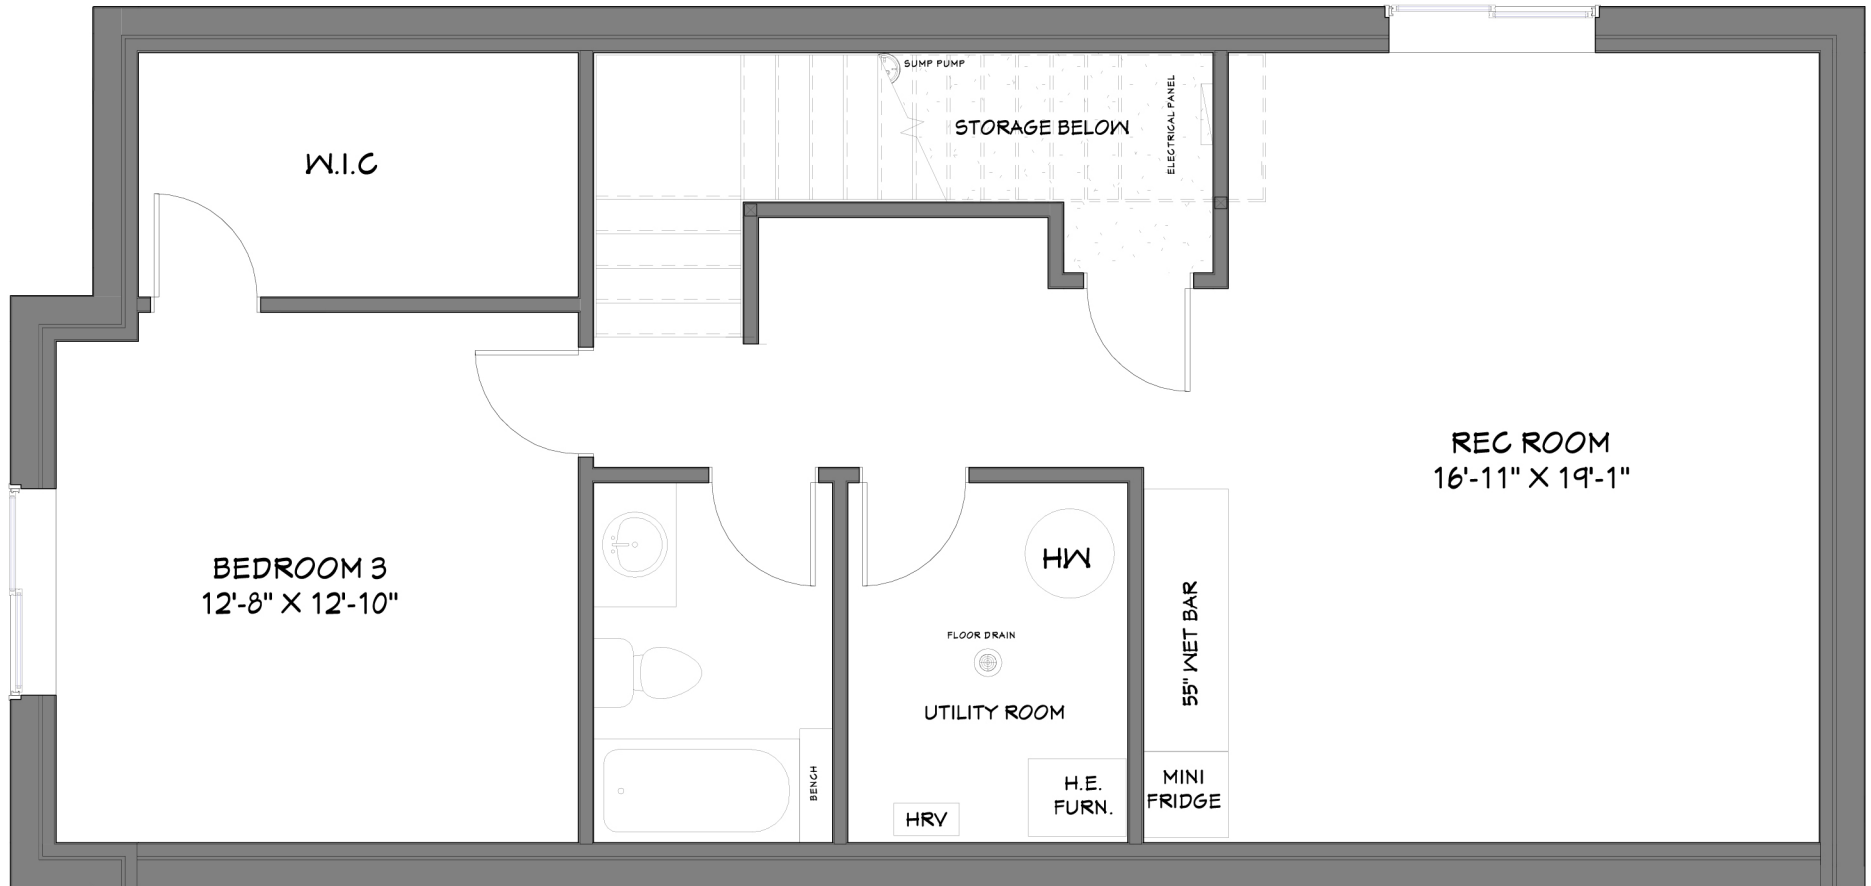 SUMP PUMP
ELECTRICAL PANEL
STORAGE BELOW
W.I.C
REC ROOM
16'-11" X 19'-1"
BEDROOM 3
12'-8" X 12'-10"
HW
55" WET BAR
FLOOR DRAIN
UTILITY ROOM
BENCH
H.E.
FURN.
MINI
FRIDGE
HRV